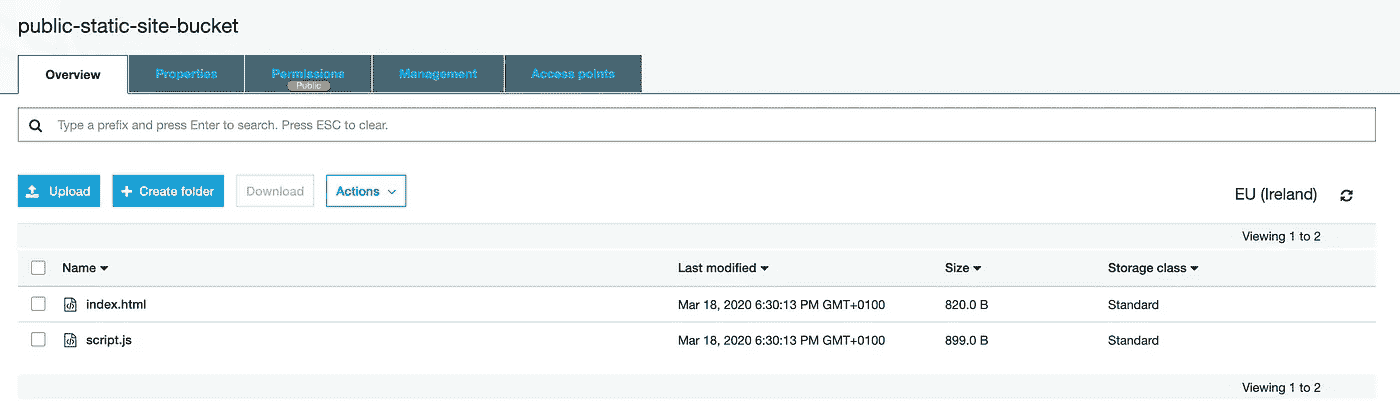 public-static-site-bucket
Overview Properties Permissions Management Access points
Public
Type a prefix and press Enter to search. Press ESC to clear.
Upload Create folder Download Actions EU (Ireland)
Viewing 1 to 2
Name Last modified Size Storage class
index.html Mar 18, 2020 6:30:13 PM GMT+0100 820.0 B Standard
script.js Mar 18, 2020 6:30:13 PM GMT+0100 899.0 B Standard
Viewing 1 to 2